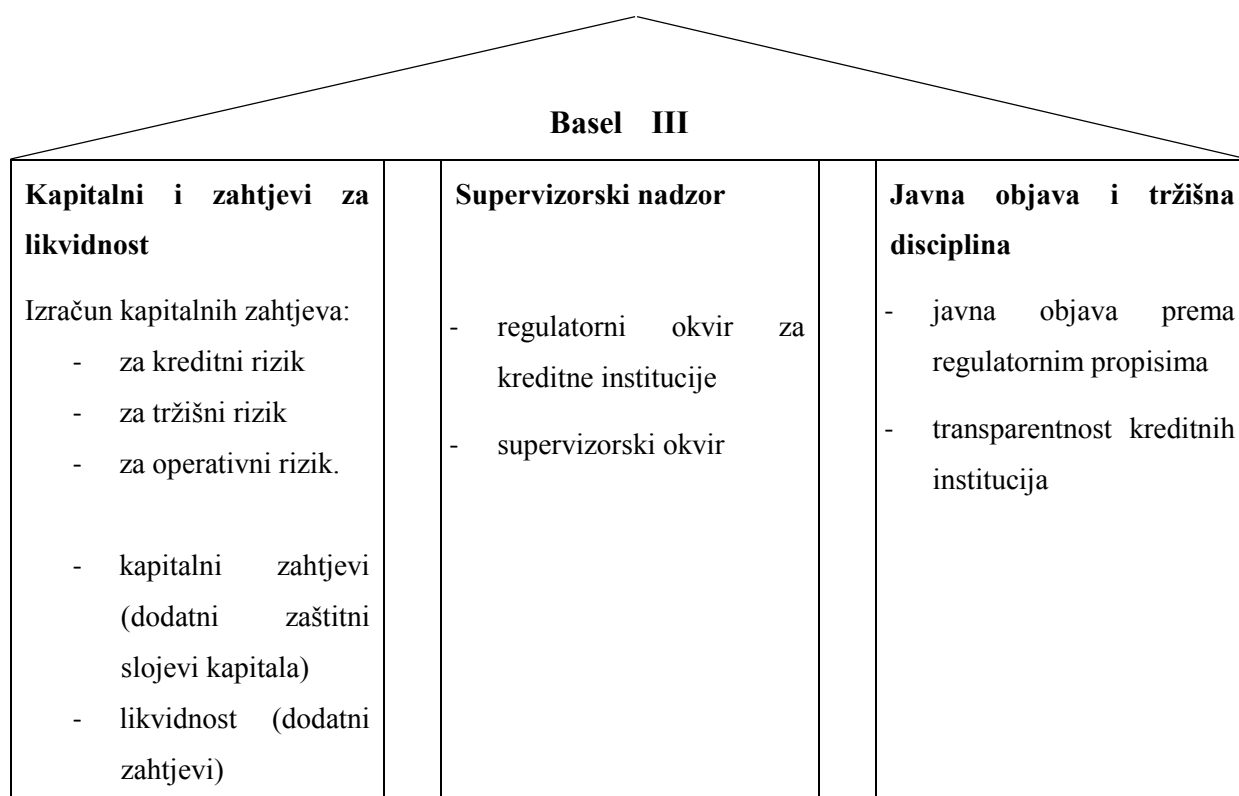 Basel III
Kapitalni i zahtjevi za
likvidnost
Izračun kapitalnih zahtjeva:
- za kreditni rizik
- za tržišni rizik
- za operativni rizik.
- kapitalni zahtjevi
(dodatni zaštitni
slojevi kapitala)
- likvidnost (dodatni
zahtjevi)
Supervizorski nadzor
- regulatorni okvir za
kreditne institucije
- supervizorski okvir
Javna objava i tržišna
disciplina
- javna objava prema
regulatornim propisima
- transparentnost kreditnih
institucija